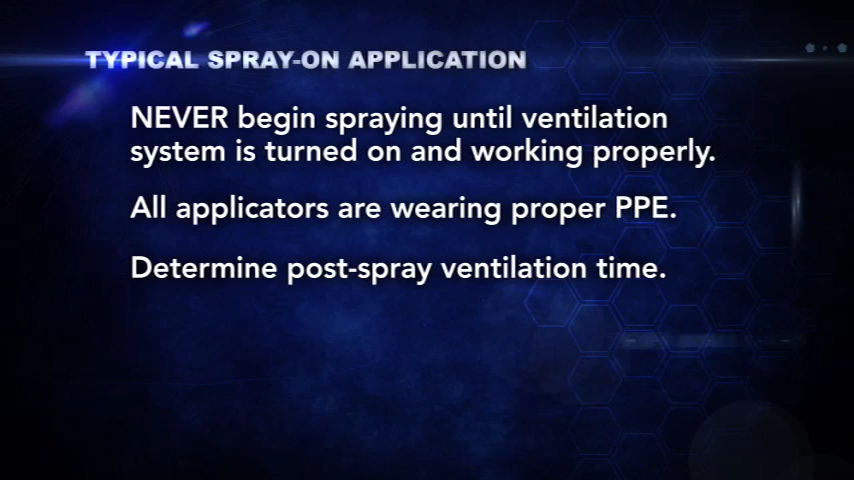 TYPICAL SPRAY-ON APPLICATION
NEVER begin spraying until ventilation
system is turned on and working properly.
All applicators are wearing proper PPE.
Determine post-spray ventilation time.